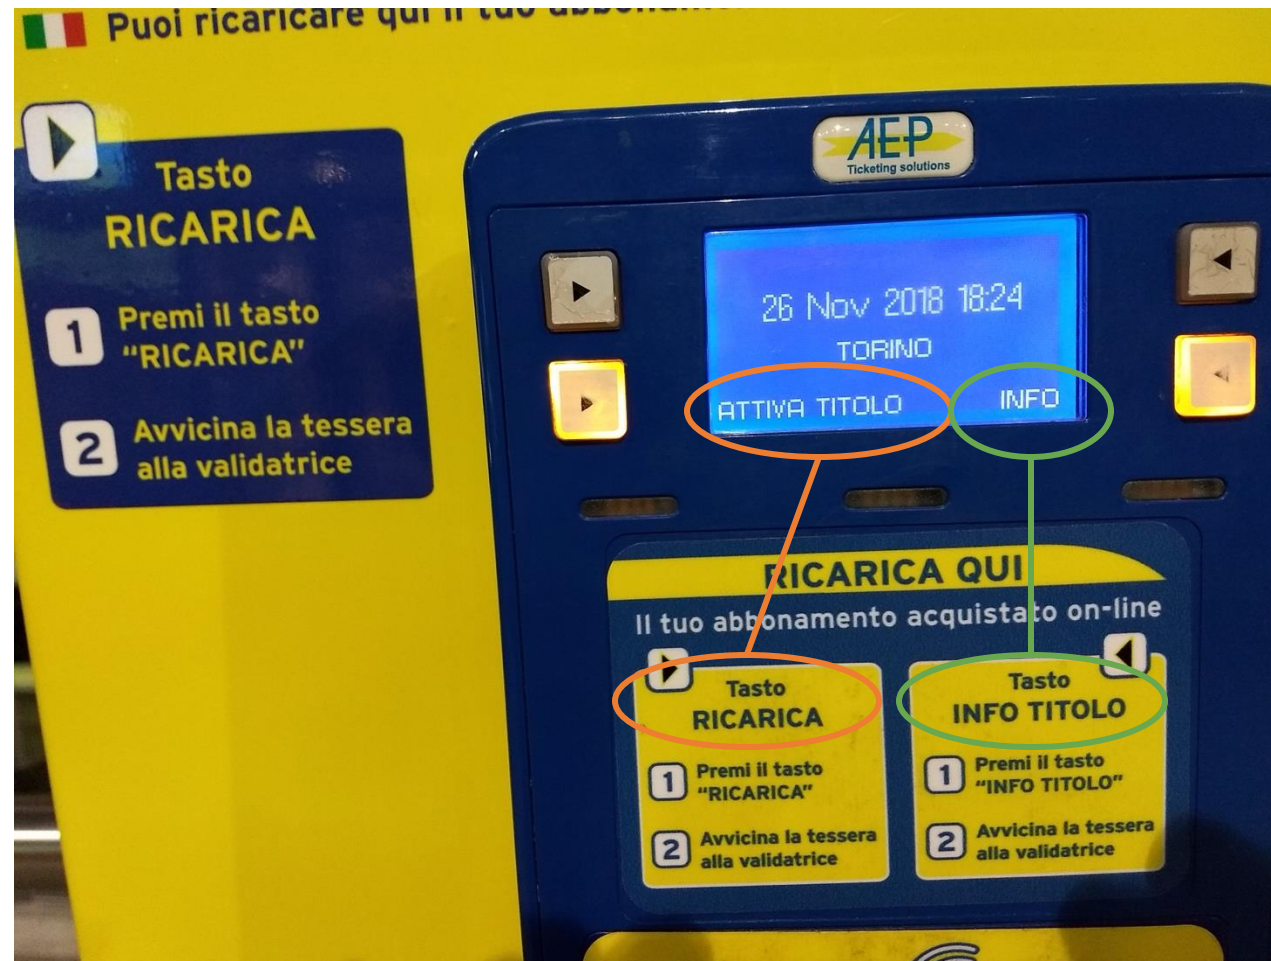 Puoi ricaricare qui il tuo
Tasto
RICARICA
1 Premi il tasto
"RICARICA"
2 Avvicina la tessera
alla validatrice
AEP
Ticketing solutions
26 Nov 2018 18:24
TORINO
ATTIVA TITOLO INFO
RICARICA QUI
Il tuo abbonamento acquistato on-line
Tasto
RICARICA
1 Premi il tasto
"RICARICA"
2 Avvicina la tessera
alla validatrice
Tasto
INFO TITOLO
1 Premi il tasto
"INFO TITOLO"
2 Avvicina la tessera
alla validatrice